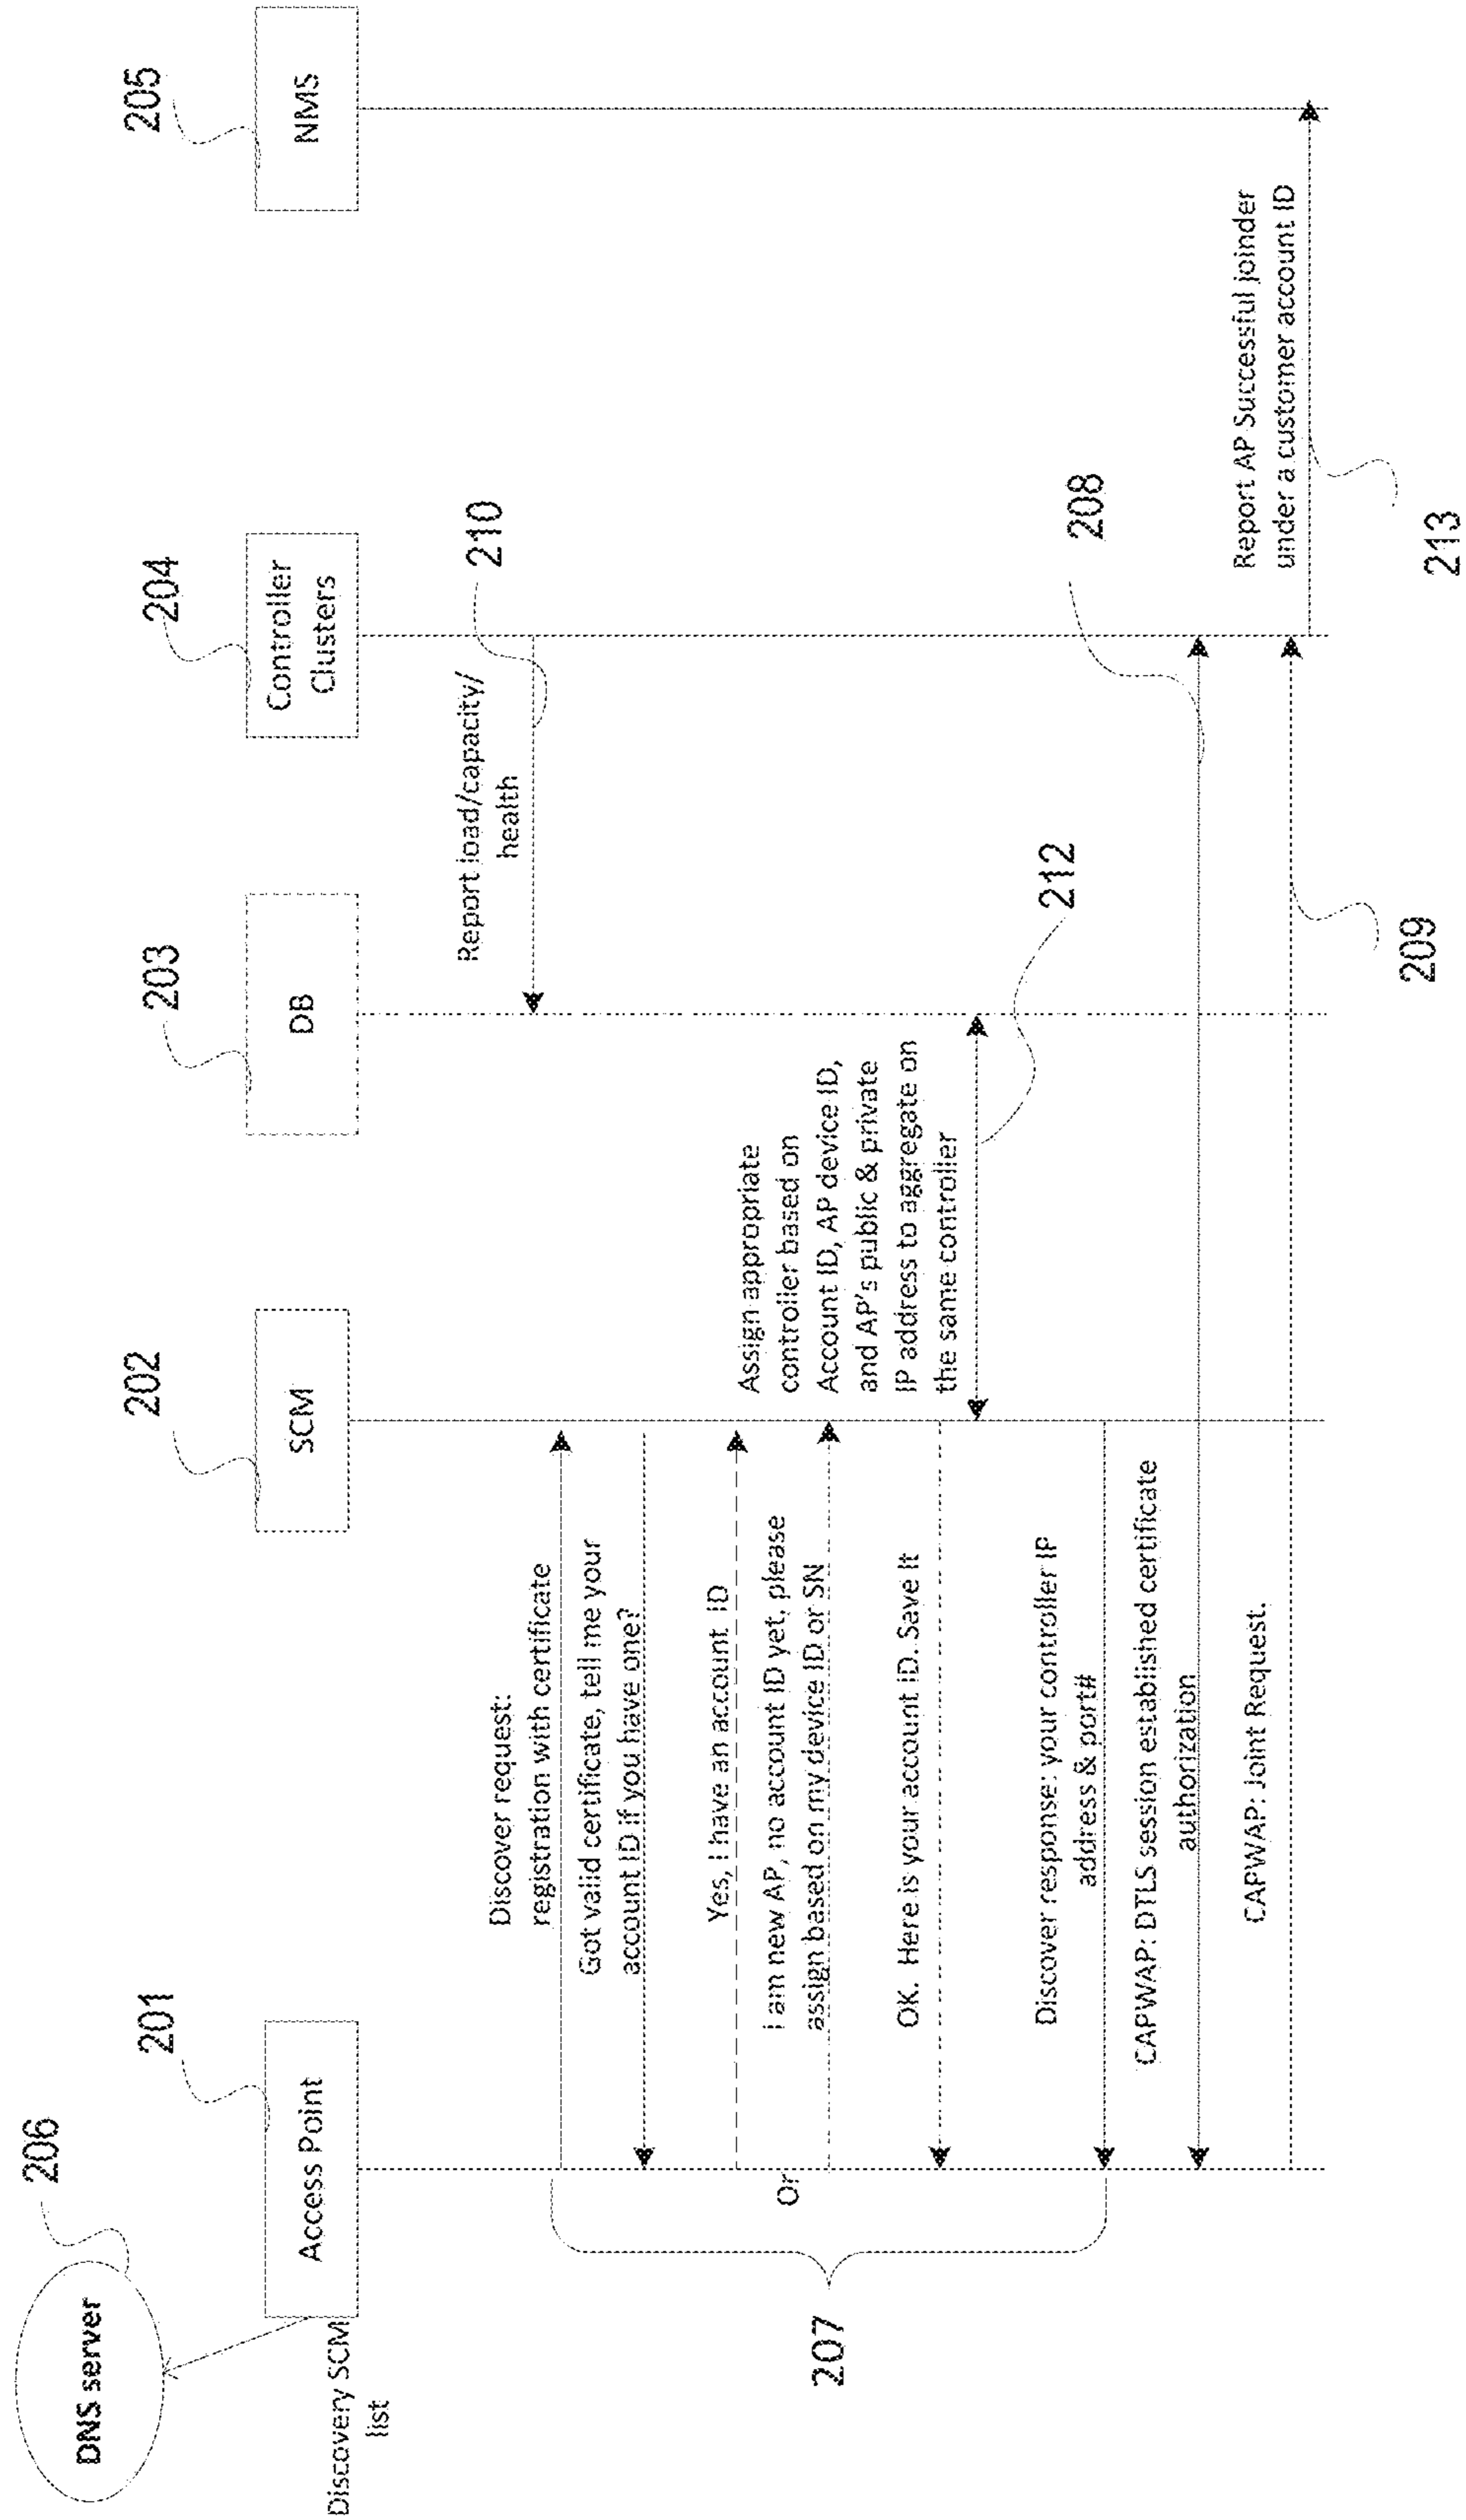 206
DNS server
Discovery SCM
list
201
Access Point
202
SCM
203
DB
204
Controller
Clusters
205
NMS
Report load/capacity/
health
210
Discover request:
registration with certificate
Got valid certificate, tell me your
account ID if you have one?
Yes, I have an account ID
Or
I am new AP, no account ID yet, please
assign based on my device ID or SN
207
OK. Here is your account ID. Save It
Assign appropriate
controller based on
Account ID, AP device ID,
and AP's public & private
IP address to aggregate on
the same controller
212
Discover response: your controller IP
address & port#
CAPWAP: DTLS session established certificate
authorization
208
CAPWAP: Joint Request.
209
Report AP Successful joinder
under a customer account ID
213